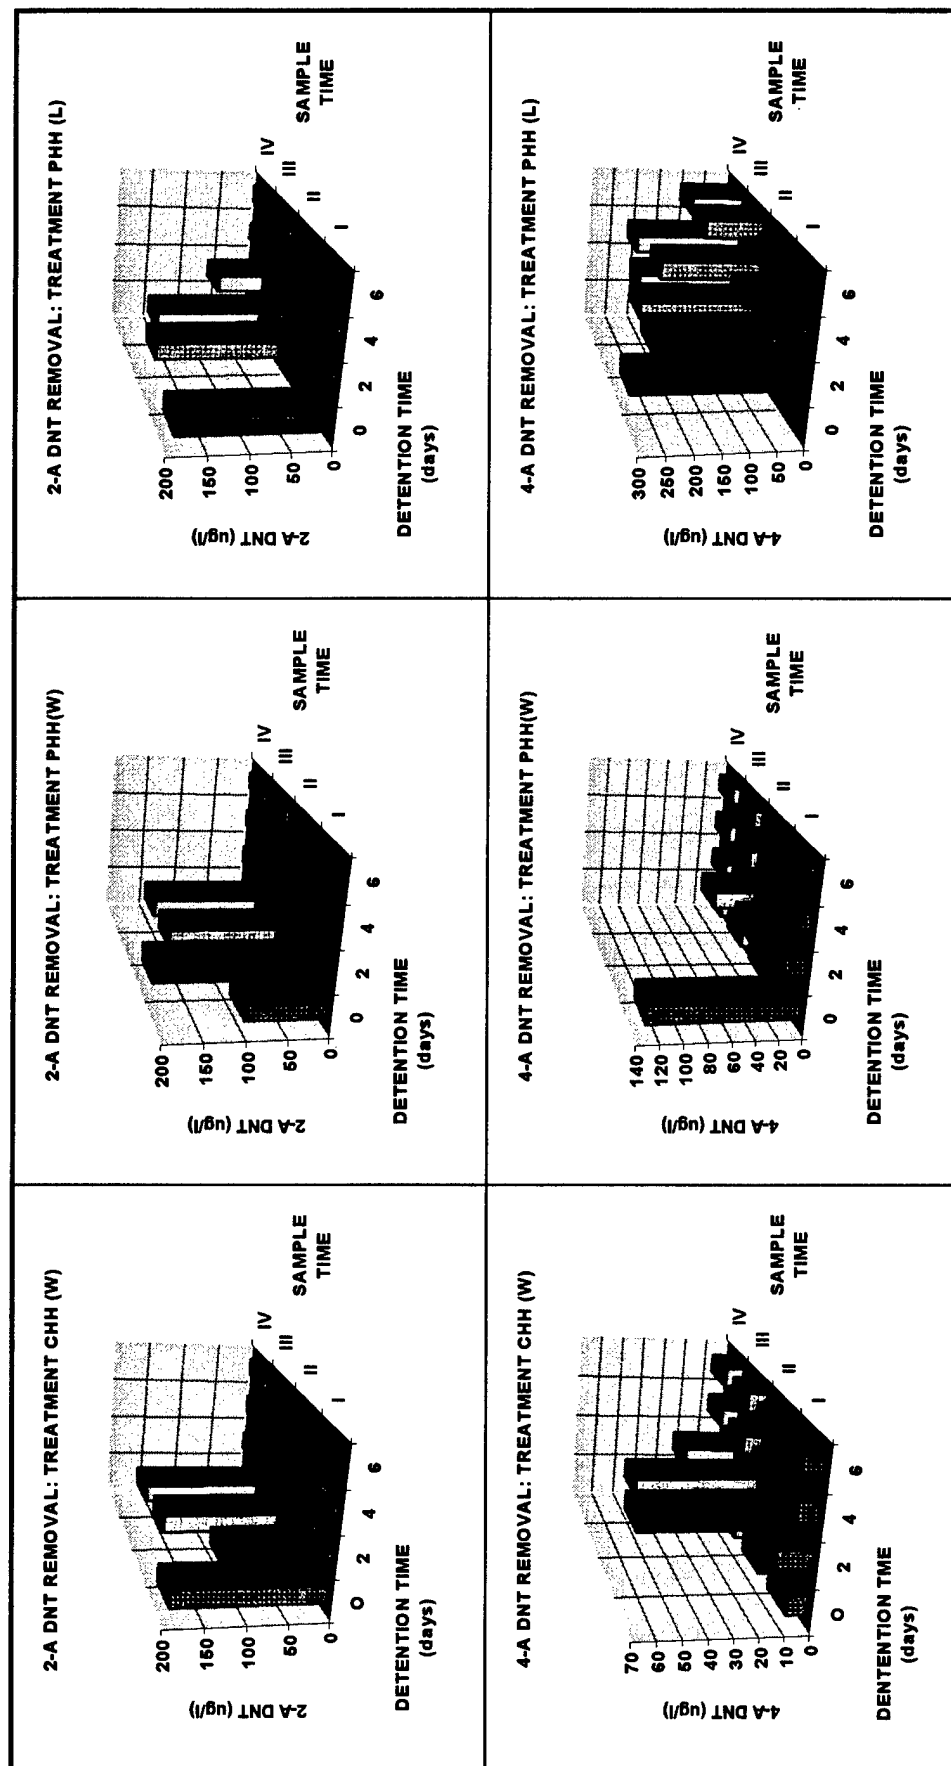 2-A DNT REMOVAL: TREATMENT CHH (W)
2-A DNT (ug/l)
200
150
100
50
0
O 2 4 6
DETENTION TIME
(days)
I
II
III
IV
SAMPLE
TIME
2-A DNT REMOVAL: TREATMENT PHH(W)
2-A DNT (ug/l)
200
150
100
50
0
0 2 4 6
DETENTION TIME
(days)
I
II
III
IV
SAMPLE
TIME
2-A DNT REMOVAL: TREATMENT PHH (L)
2-A DNT (ug/l)
200
150
100
50
0
0 2 4 6
DETENTION TIME
(days)
I
II
III
IV
SAMPLE
TIME
4-A DNT REMOVAL: TREATMENT CHH (W)
4-A DNT (ug/l)
70
60
50
40
30
20
10
0
O 2 4 6
DENTENTION TME
(days)
I
II
III
IV
SAMPLE
TIME
4-A DNT REMOVAL: TREATMENT PHH(W)
4-A DNT (ug/l)
140
120
100
80
60
40
20
0
0 2 4 6
DETENTION TIME
(days)
I
II
III
IV
SAMPLE
TIME
4-A DNT REMOVAL: TREATMENT PHH (L)
4-A DNT (ug/l)
300
250
200
150
100
50
0
0 2 4 6
DETENTION TIME
(days)
I
II
III
IV
SAMPLE
TIME